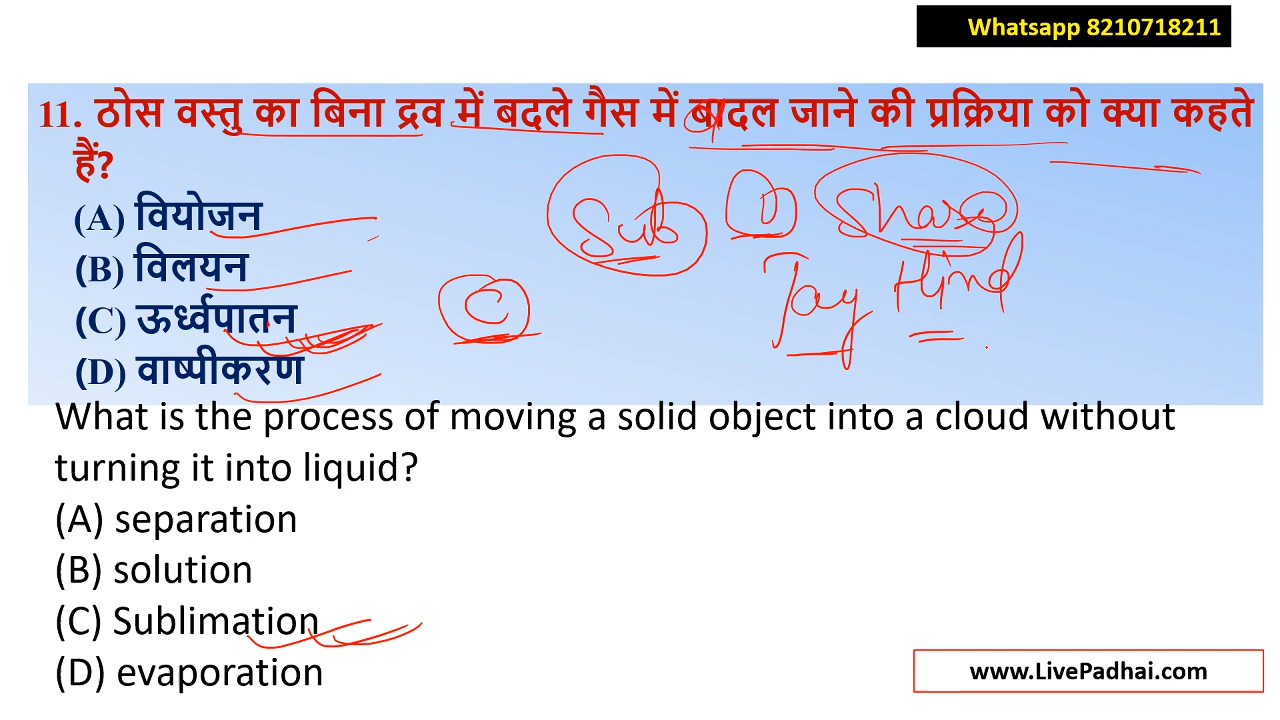 Whatsapp 8210718211
11. ठोस वस्तु का बिना द्रव में बदले गैस में बादल जाने की प्रक्रिया को क्या कहते
हैं?
(A) वियोजन
(B) विलयन
(C) ऊर्ध्वपातन
(D) वाष्पीकरण
Sub
Share
Jay Hind
C
What is the process of moving a solid object into a cloud without
turning it into liquid?
(A) separation
(B) solution
(C) Sublimation
(D) evaporation
www.LivePadhai.com